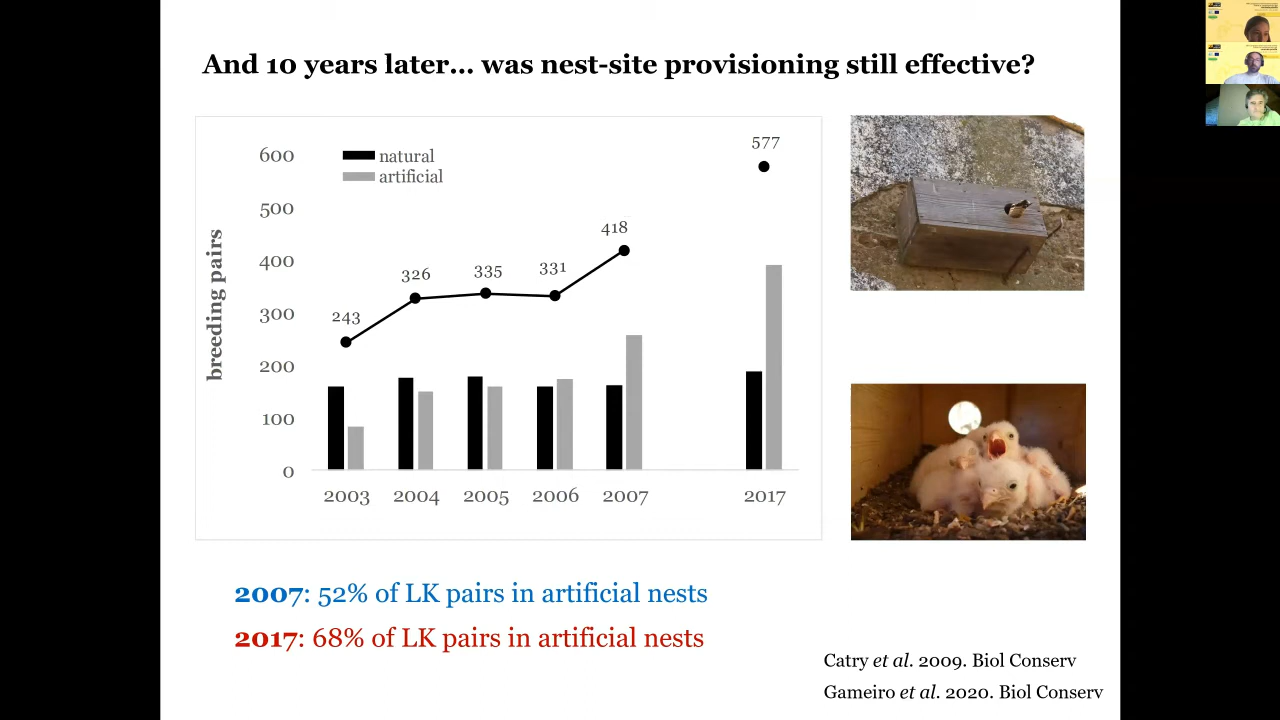 And 10 years later... was nest-site provisioning still effective?
577
600
natural
artificial
500
418
400
326
335
331
300
243
200
100
0
breeding pairs
2003
2004
2005
2006
2007
2017
2007: 52% of LK pairs in artificial nests
2017: 68% of LK pairs in artificial nests
Catry et al. 2009. Biol Conserv
Gameiro et al. 2020. Biol Conserv